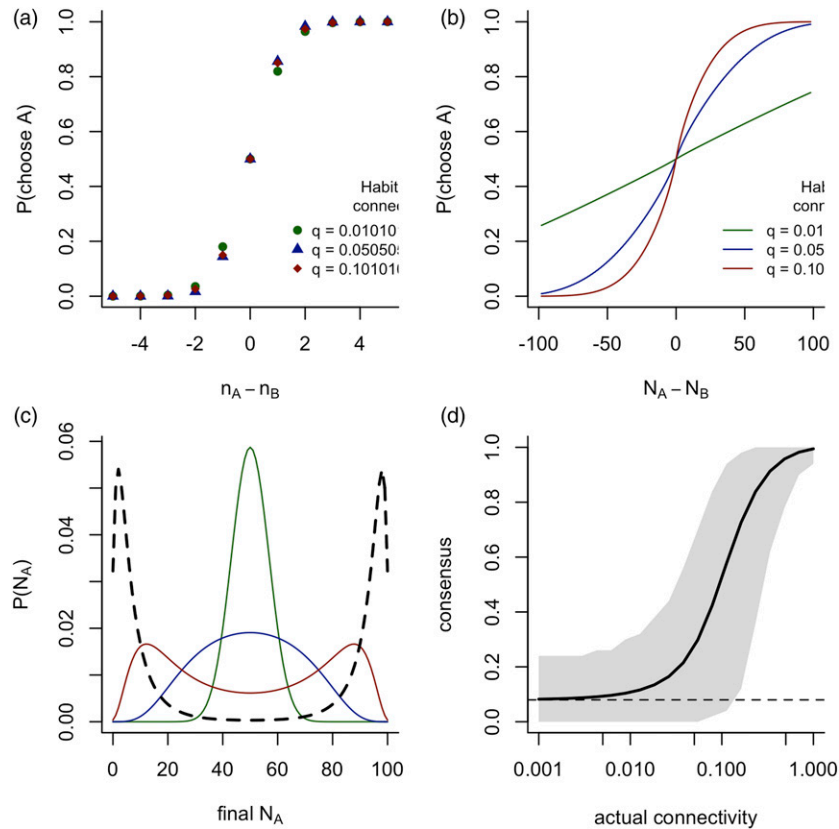 (a)
P(choose A)
0.0 0.2 0.4 0.6 0.8 1.0
-4 -2 0 2 4
n_A – n_B
q = 0.01010
q = 0.05050
q = 0.10101
(b)
P(choose A)
0.0 0.2 0.4 0.6 0.8 1.0
-100 -50 0 50 100
N_A – N_B
q = 0.01
q = 0.05
q = 0.10
(c)
P(N_A)
0.00 0.02 0.04 0.06
0 20 40 60 80 100
final N_A
(d)
consensus
0.0 0.2 0.4 0.6 0.8 1.0
0.001 0.010 0.100 1.000
actual connectivity